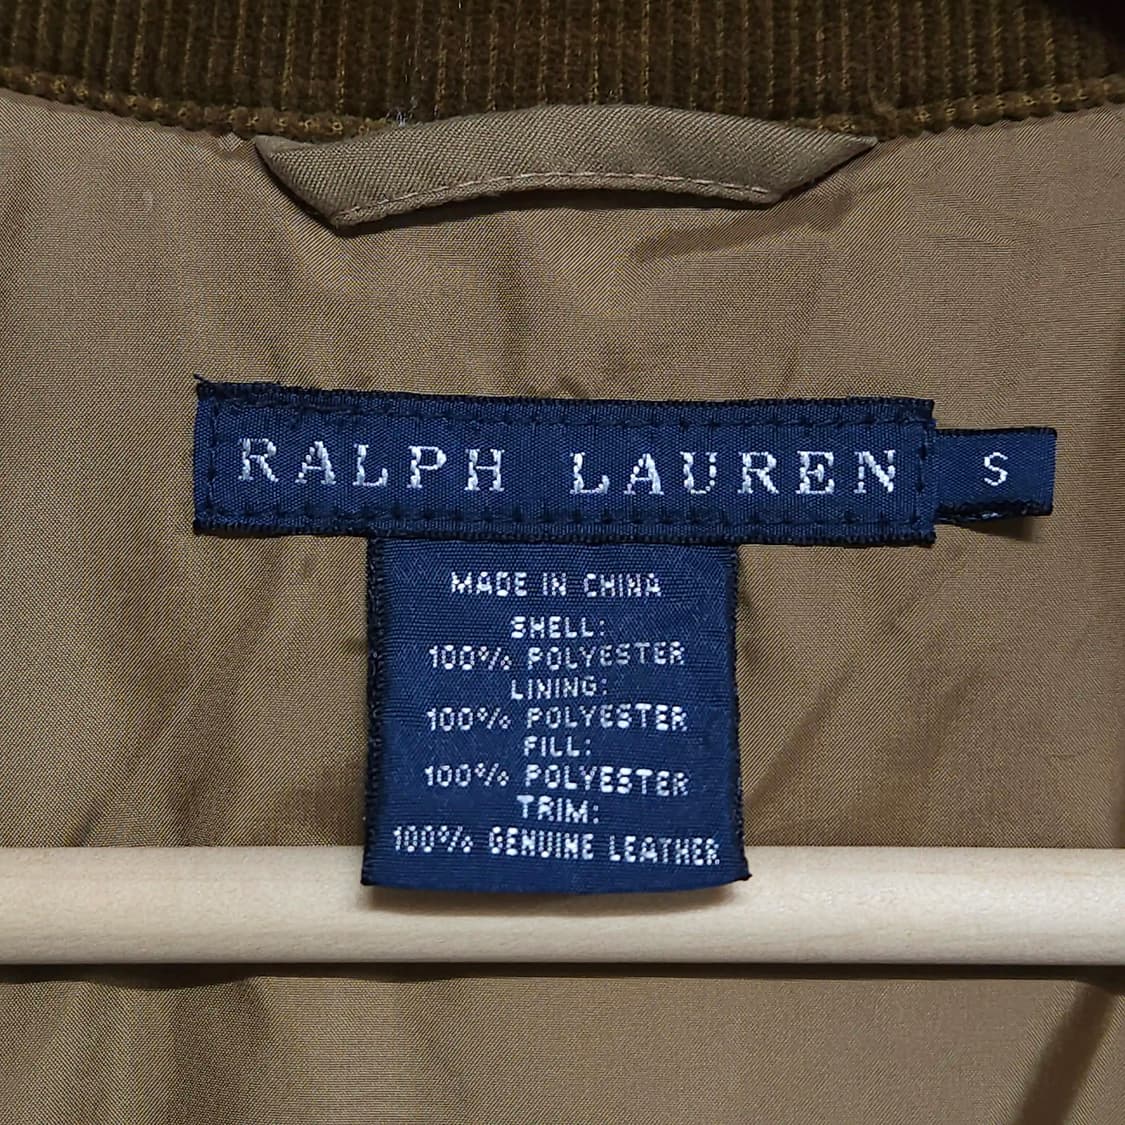 RALPH LAUREN S
MADE IN CHINA
SHELL:
100% POLYESTER
LINING:
100% POLYESTER
FILL:
100% POLYESTER
TRIM:
100% GENUINE LEATHER